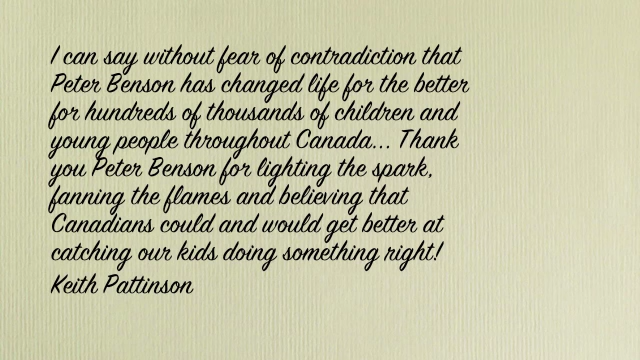 I can say without fear of contradiction that
Peter Benson has changed life for the better
for hundreds of thousands of children and
young people throughout Canada... Thank
you Peter Benson for lighting the spark,
fanning the flames and believing that
Canadians could and would get better at
catching our kids doing something right!
Keith Pattinson